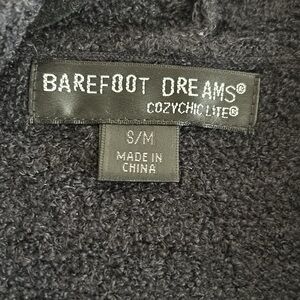 BAREFOOT DREAMS®
COZYCHIC LITE®
S/M
MADE IN
CHINA